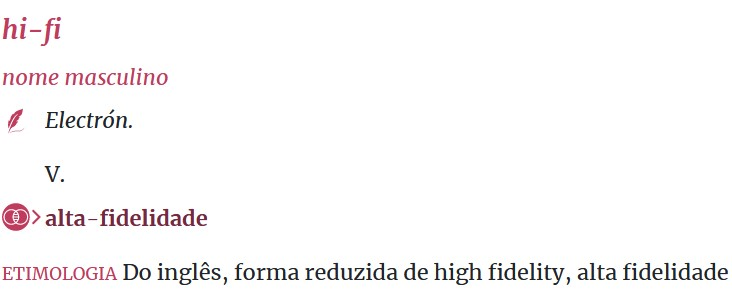 hi-fi
nome masculino
Electrón.
V.
alta-fidelidade
ETIMOLOGIA Do inglês, forma reduzida de high fidelity, alta fidelidade